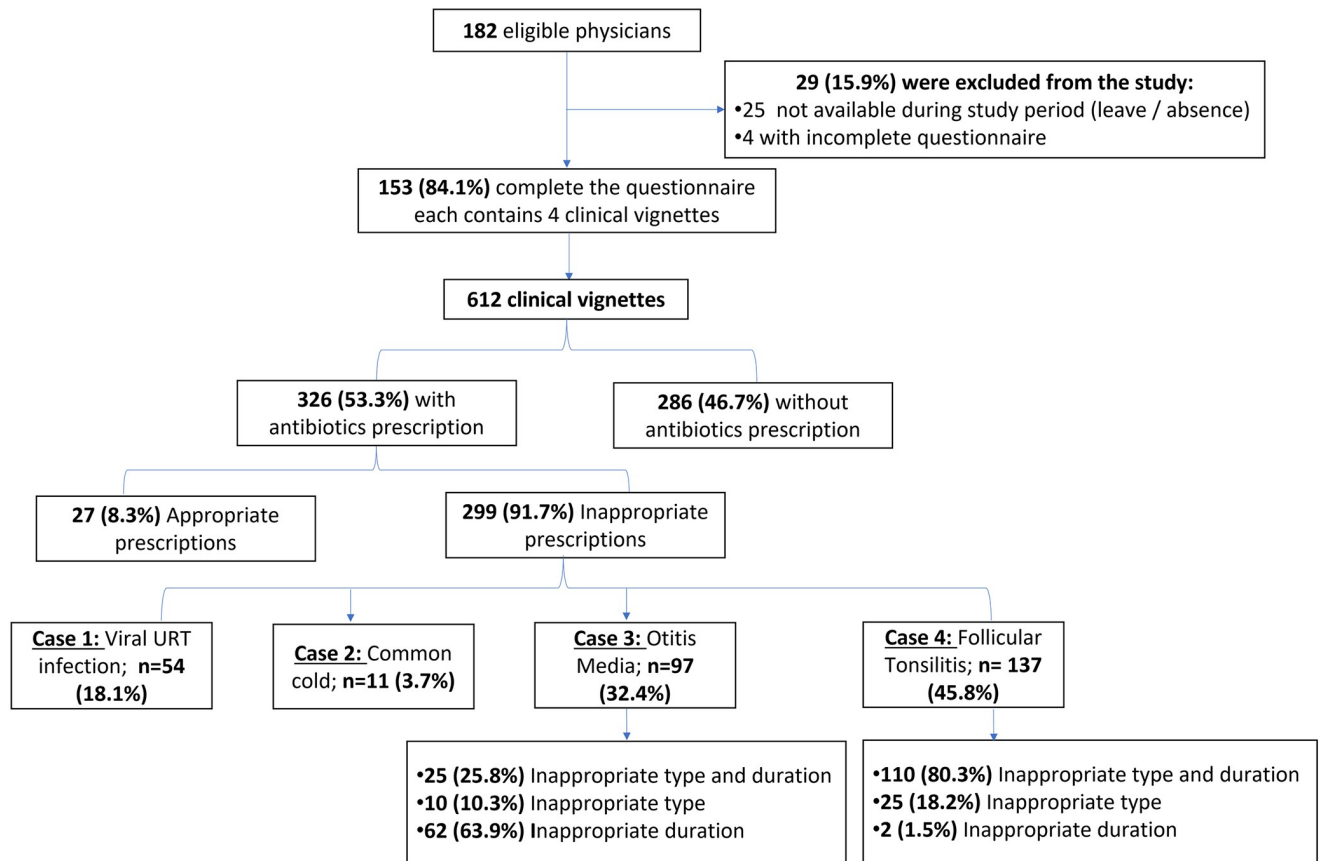 182 eligible physicians
29 (15.9%) were excluded from the study:
•25 not available during study period (leave / absence)
•4 with incomplete questionnaire
153 (84.1%) complete the questionnaire
each contains 4 clinical vignettes
612 clinical vignettes
326 (53.3%) with
antibiotics prescription
286 (46.7%) without
antibiotics prescription
27 (8.3%) Appropriate
prescriptions
299 (91.7%) Inappropriate
prescriptions
Case 1: Viral URT
infection; n=54
(18.1%)
Case 2: Common
cold; n=11 (3.7%)
Case 3: Otitis
Media; n=97
(32.4%)
Case 4: Follicular
Tonsilitis; n= 137
(45.8%)
•25 (25.8%) Inappropriate type and duration
•10 (10.3%) Inappropriate type
•62 (63.9%) Inappropriate duration
•110 (80.3%) Inappropriate type and duration
•25 (18.2%) Inappropriate type
•2 (1.5%) Inappropriate duration